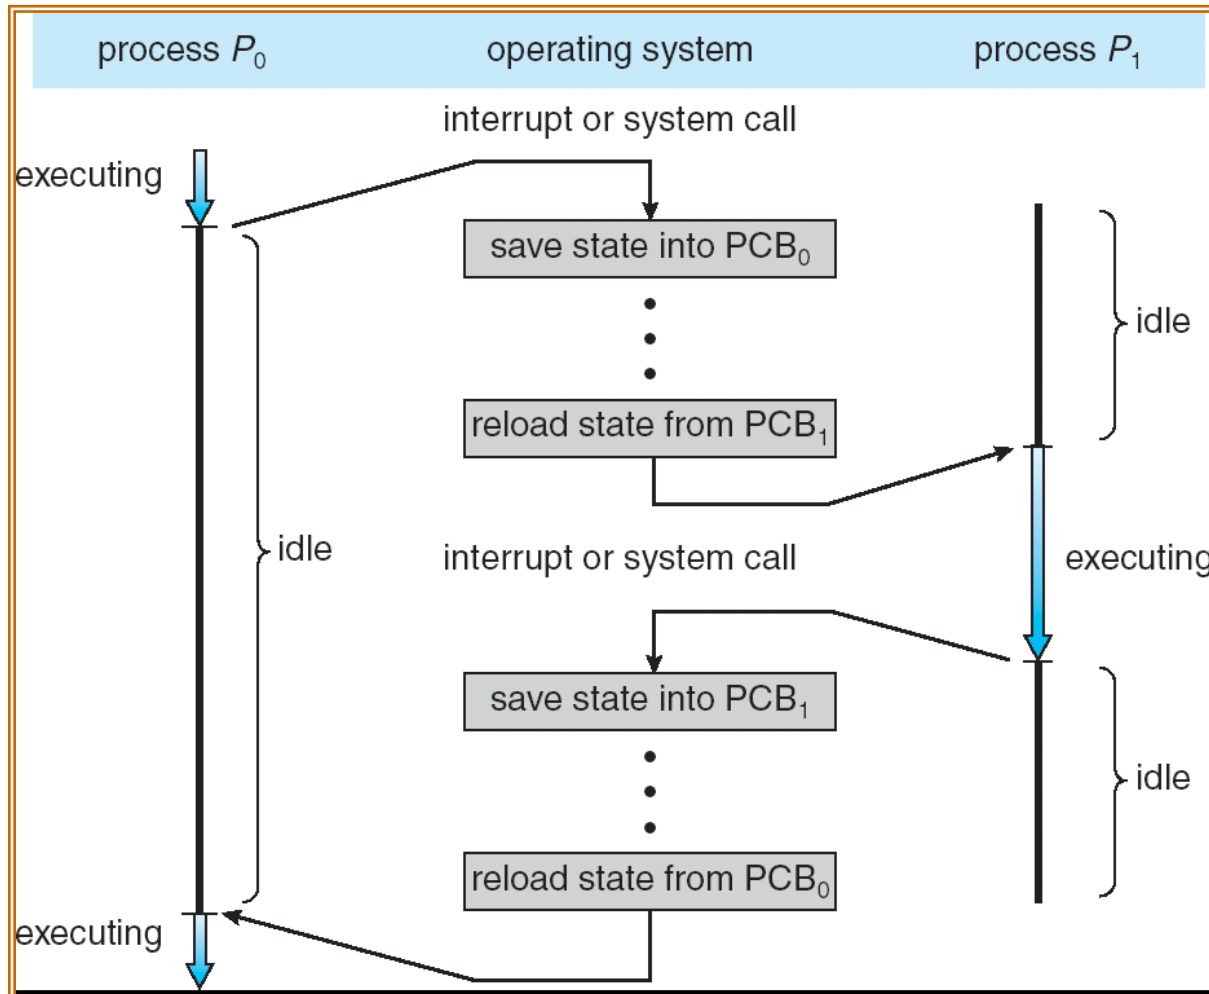 process P₀ operating system process P₁
interrupt or system call
executing
save state into PCB₀
idle
reload state from PCB₁
idle
interrupt or system call
executing
save state into PCB₁
idle
reload state from PCB₀
executing